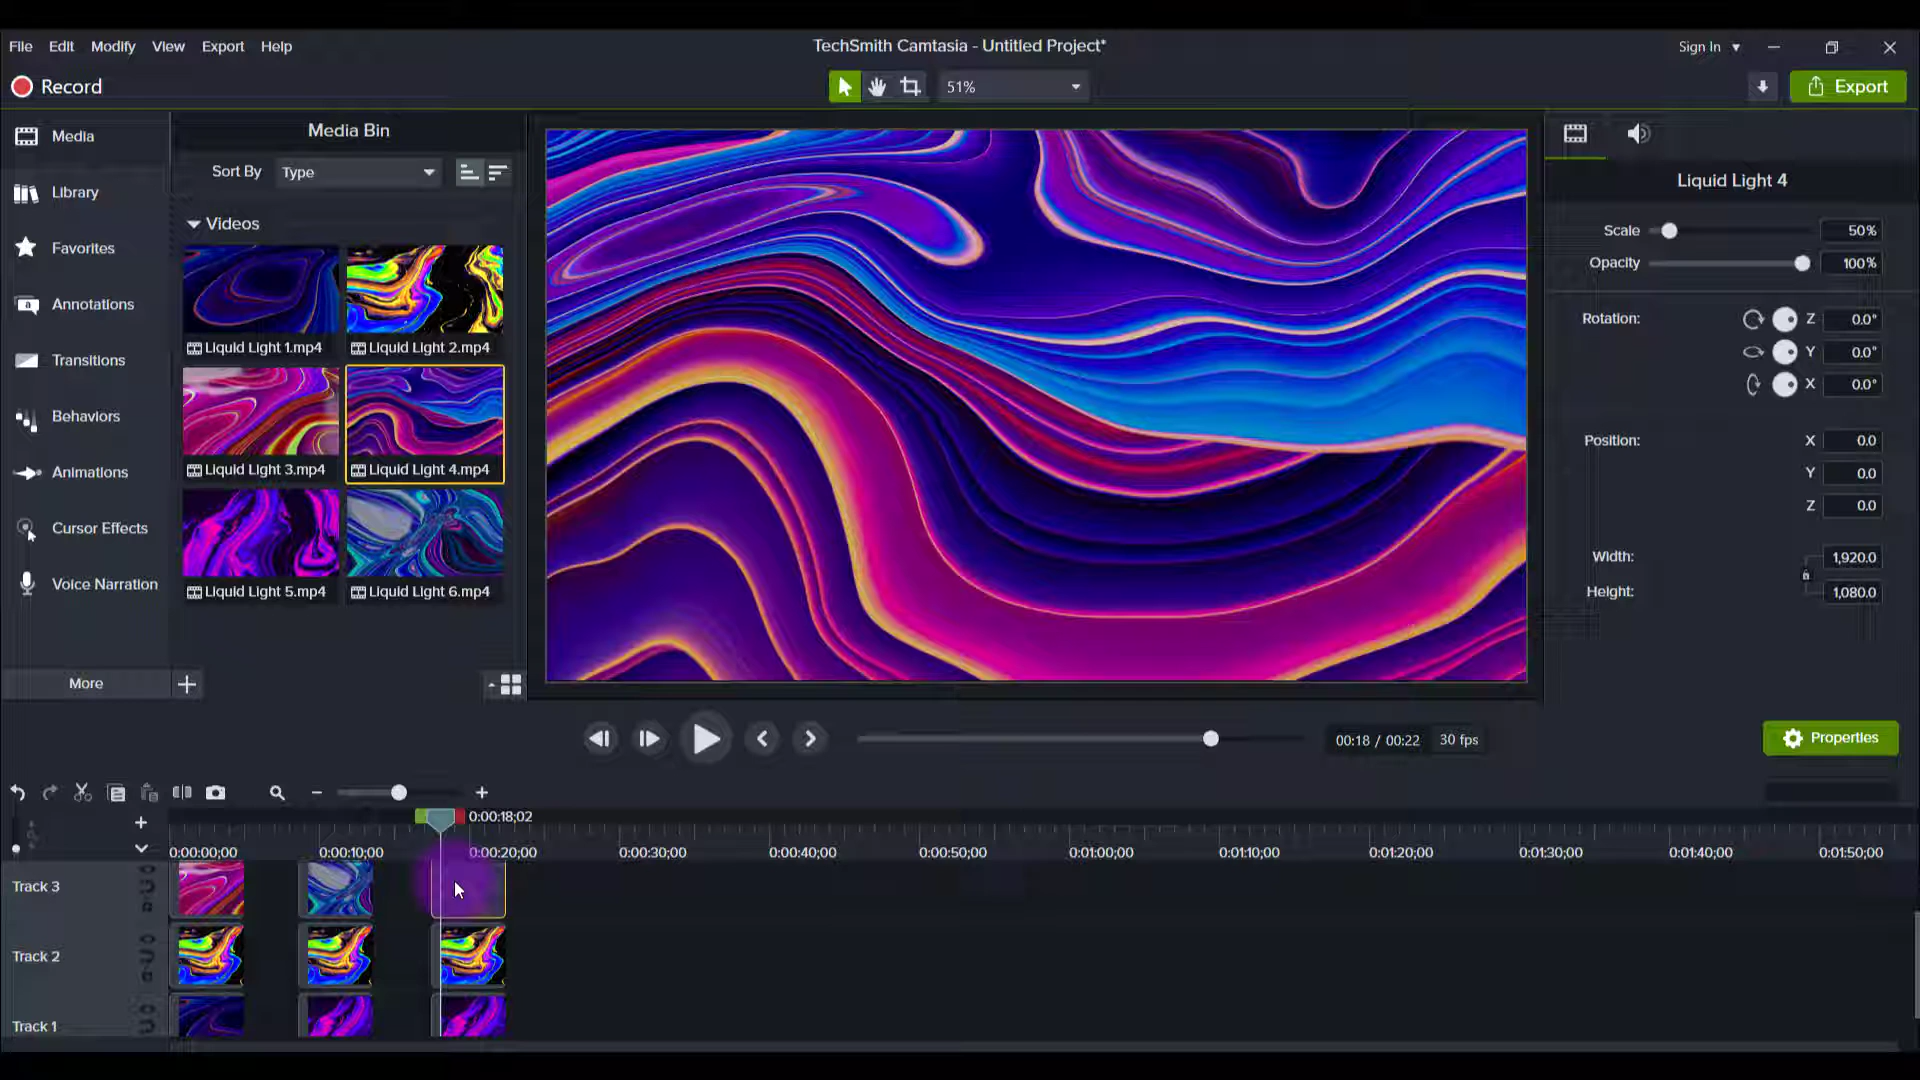 File Edit Modify View Export Help
TechSmith Camtasia - Untitled Project*
Sign In
Record
51%
Export
Media
Library
Favorites
Annotations
Transitions
Behaviors
Animations
Cursor Effects
Voice Narration
More
Media Bin
Sort By Type
Videos
Liquid Light 1.mp4
Liquid Light 2.mp4
Liquid Light 3.mp4
Liquid Light 4.mp4
Liquid Light 5.mp4
Liquid Light 6.mp4
Liquid Light 4
Scale 50%
Opacity 100%
Rotation: Z 0.0°
Y 0.0°
X 0.0°
Position: X 0.0
Y 0.0
Z 0.0
Width: 1,920.0
Height: 1,080.0
00:18 / 00:22 30 fps
Properties
0:00:18;02
0:00:00;00 0:00:10;00 0:00:20;00 0:00:30;00 0:00:40;00 0:00:50;00 0:01:00;00 0:01:10;00 0:01:20;00 0:01:30;00 0:01:40;00 0:01:50;00
Track 3
Track 2
Track 1